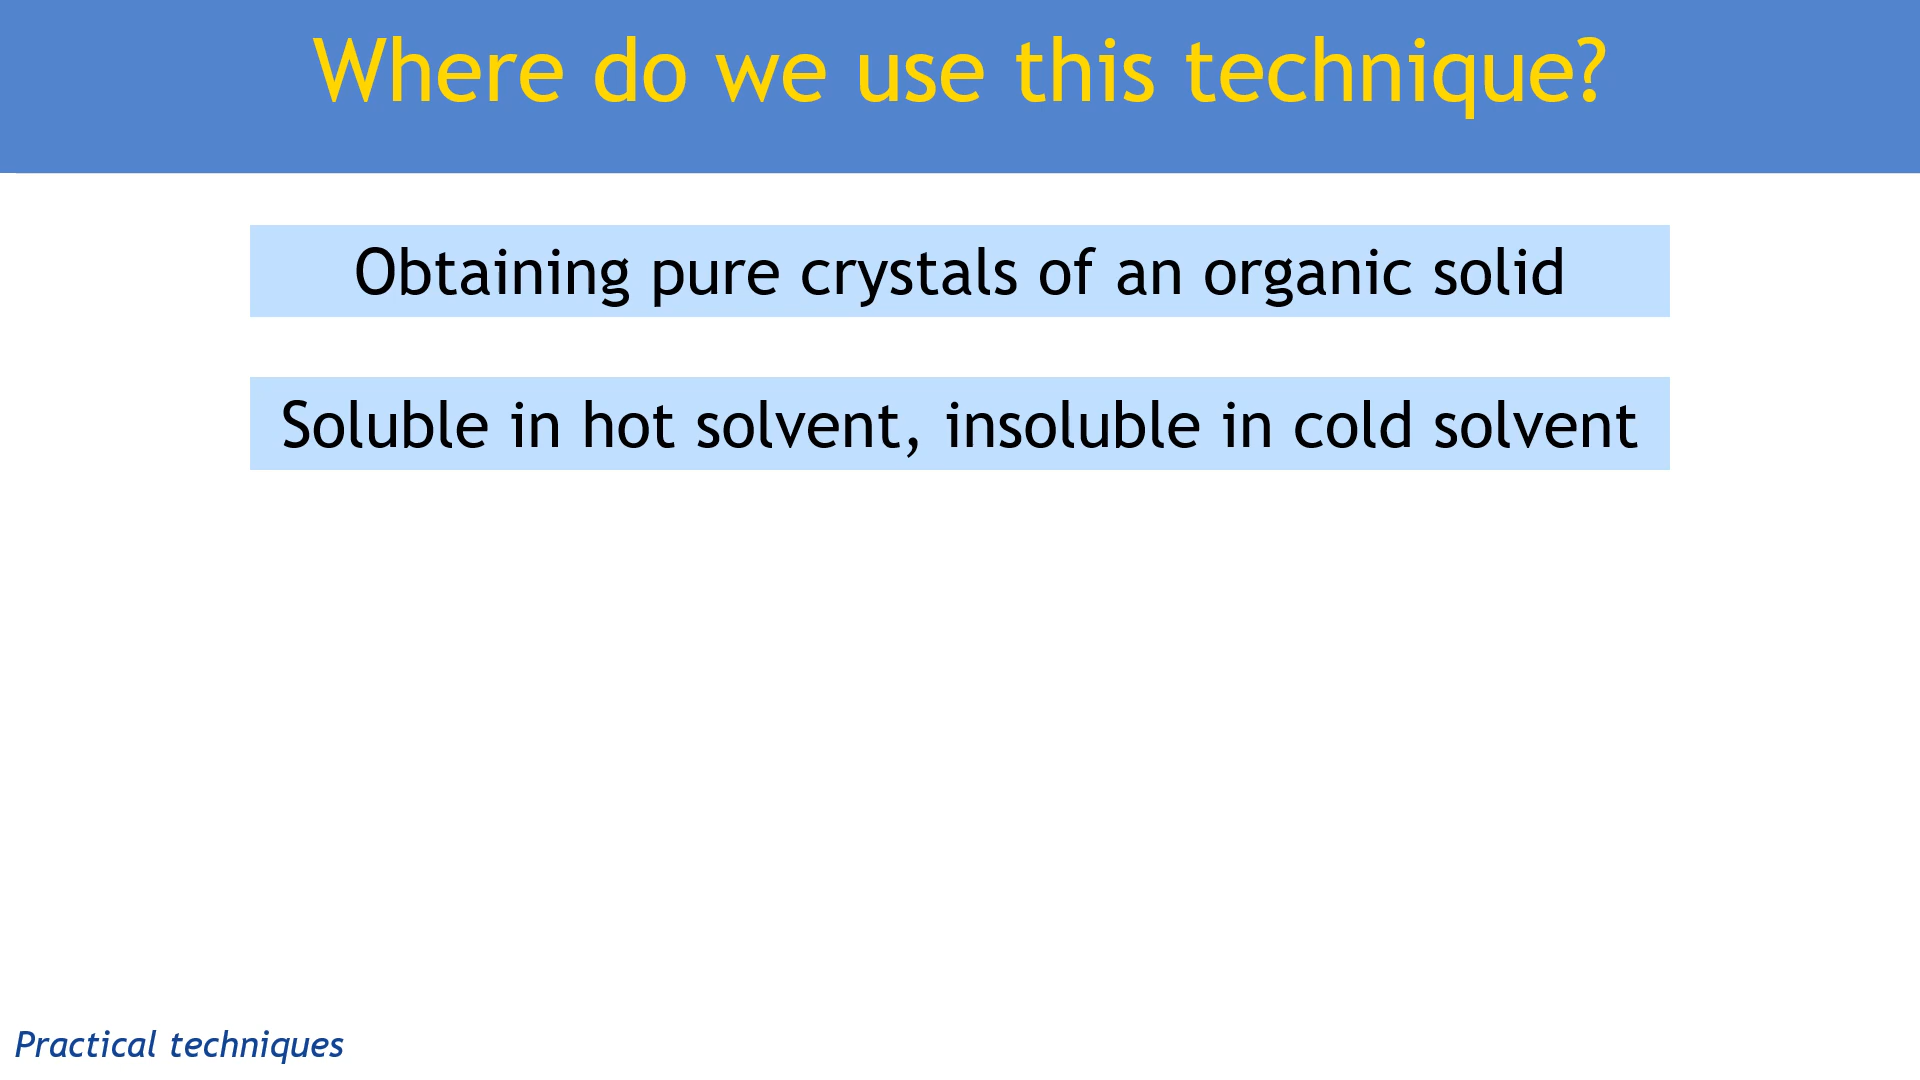 Where do we use this technique?
Obtaining pure crystals of an organic solid
Soluble in hot solvent, insoluble in cold solvent
Practical techniques